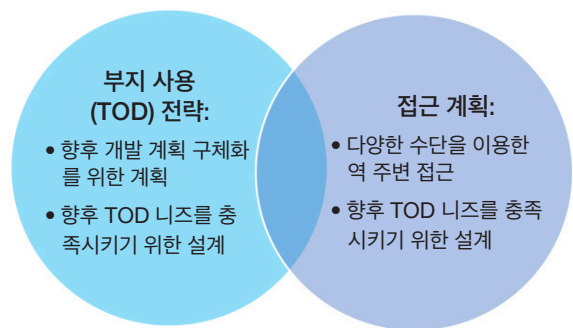 부지 사용
(TOD) 전략:
• 향후 개발 계획 구체화
를 위한 계획
• 향후 TOD 니즈를 충
족시키기 위한 설계
접근 계획:
• 다양한 수단을 이용한
역 주변 접근
• 향후 TOD 니즈를 충족
시키기 위한 설계